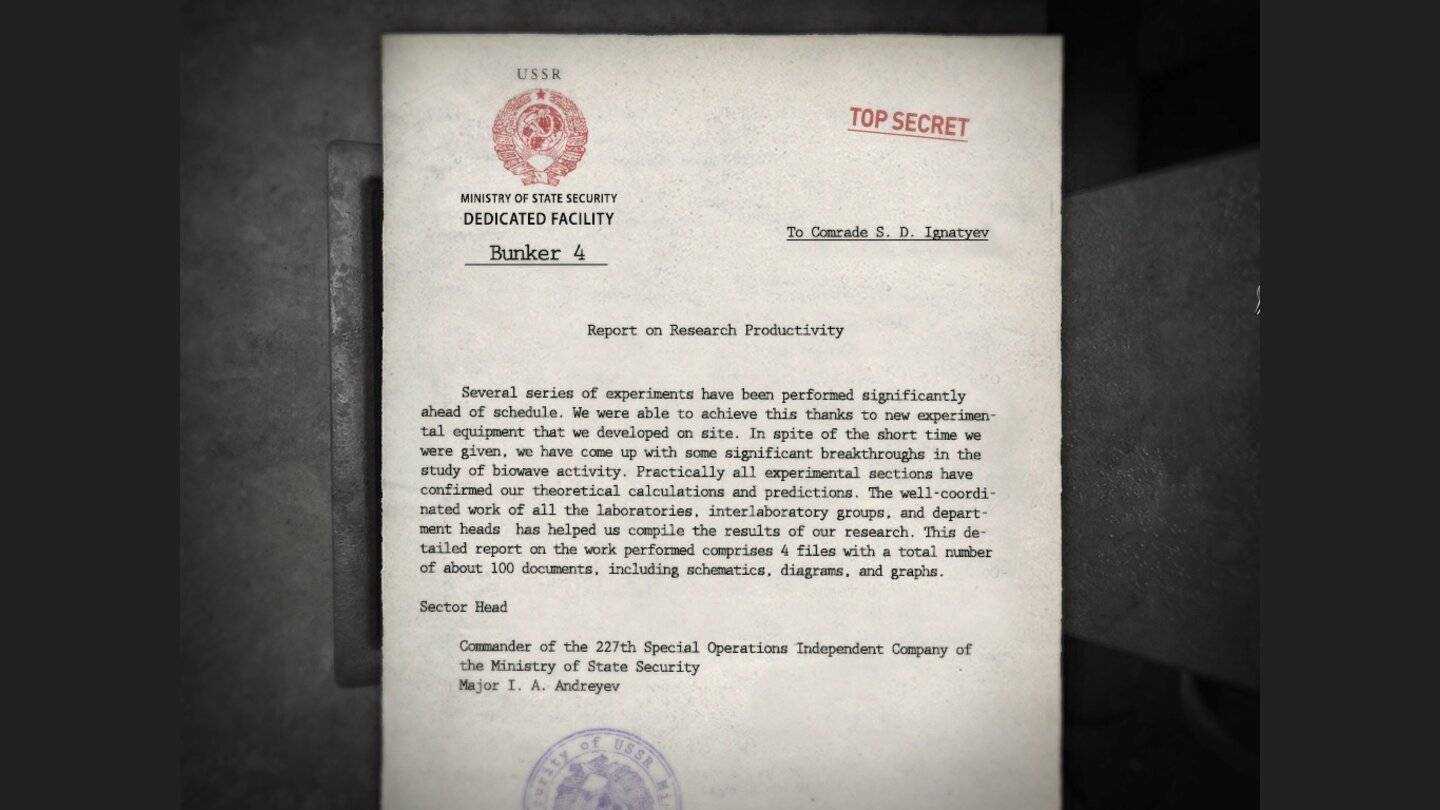 USSR
TOP SECRET
MINISTRY OF STATE SECURITY
DEDICATED FACILITY
Bunker 4
To Comrade S. D. Ignatyev
Report on Research Productivity
Several series of experiments have been performed significantly
ahead of schedule. We were able to achieve this thanks to new experimen-
tal equipment that we developed on site. In spite of the short time we
were given, we have come up with some significant breakthroughs in the
study of biowave activity. Practically all experimental sections have
confirmed our theoretical calculations and predictions. The well-coordi-
nated work of all the laboratories, interlaboratory groups, and depart-
ment heads  has helped us compile the results of our research. This de-
tailed report on the work performed comprises 4 files with a total number
of about 100 documents, including schematics, diagrams, and graphs.
Sector Head
Commander of the 227th Special Operations Independent Company of
the Ministry of State Security
Major I. A. Andreyev
of USSR